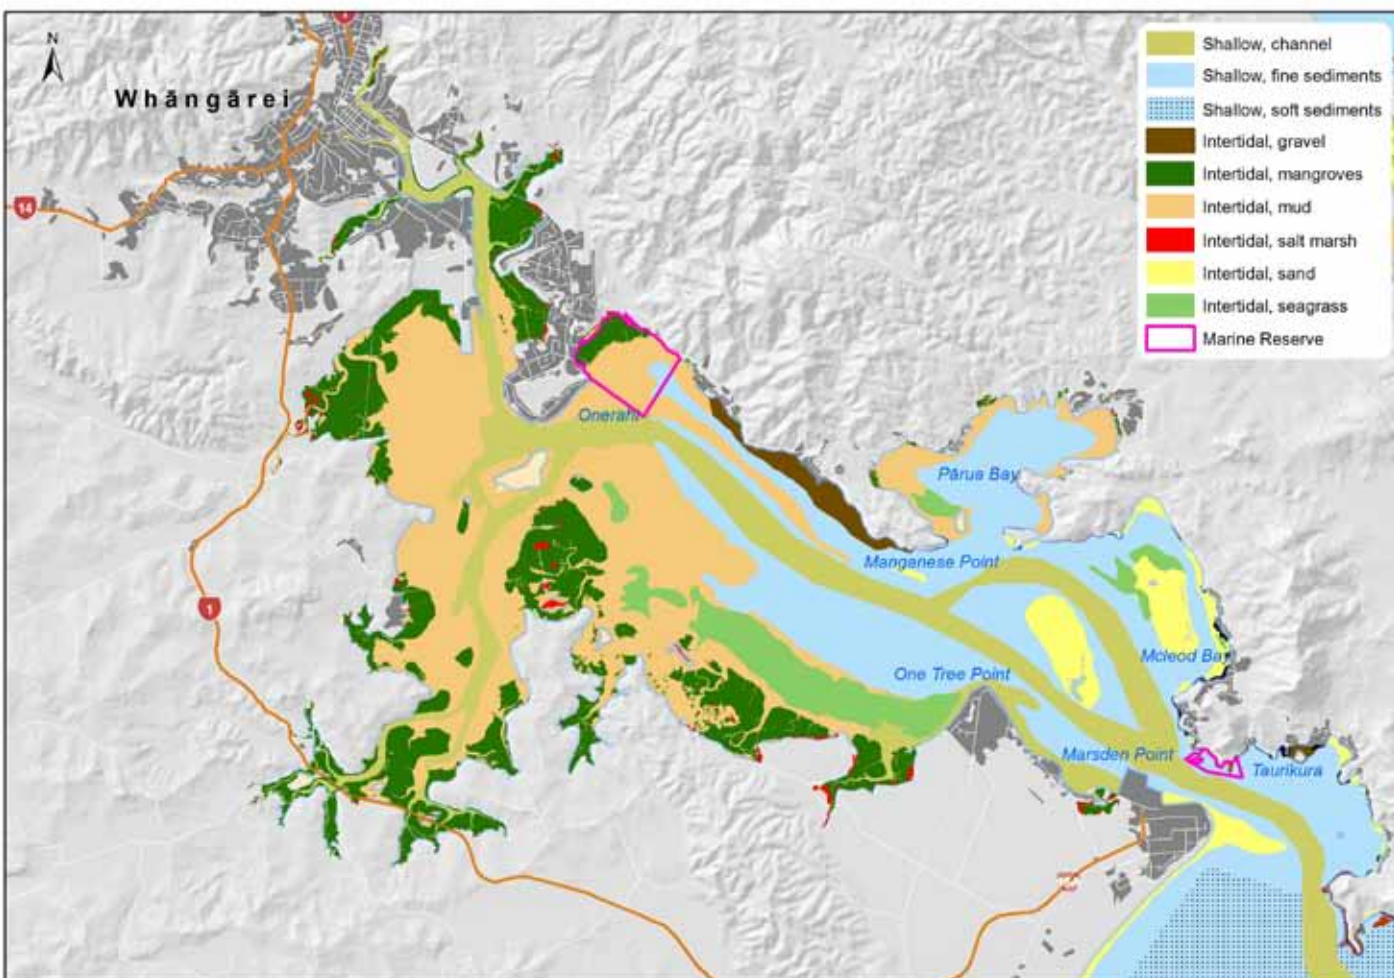 N
Whāngārei
14
1
Onerahi
Pārua Bay
Manganese Point
Mcleod Bay
One Tree Point
Marsden Point
Taurikura
Shallow, channel
Shallow, fine sediments
Shallow, soft sediments
Intertidal, gravel
Intertidal, mangroves
Intertidal, mud
Intertidal, salt marsh
Intertidal, sand
Intertidal, seagrass
Marine Reserve